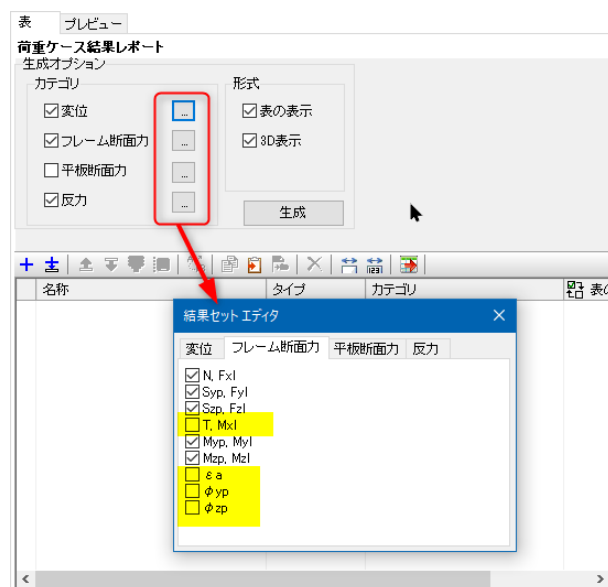 表 プレビュー
荷重ケース結果レポート
生成オプション
カテゴリ 形式
変位 ... 表の表示
フレーム断面力 ... 3D表示
平板断面力 ...
反力 ... 生成
名称 タイプ カテゴリ 表の
結果セット エディタ
変位 フレーム断面力 平板断面力 反力
N, Fxl
Syp, Fyl
Szp, Fzl
T, Mxl
Myp, Myl
Mzp, Mzl
εa
φyp
φzp